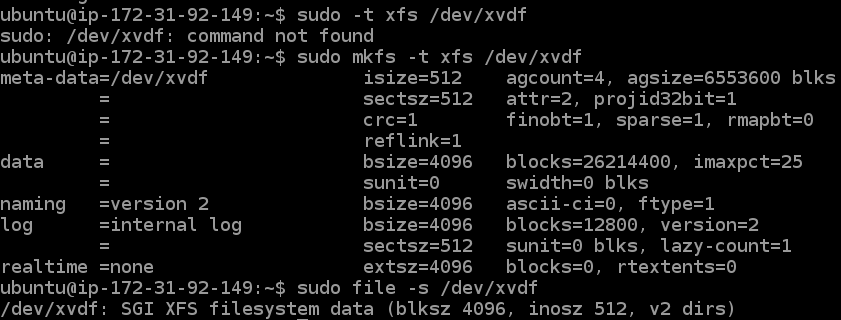 ubuntu@ip-172-31-92-149:~$ sudo -t xfs /dev/xvdf
sudo: /dev/xvdf: command not found
ubuntu@ip-172-31-92-149:~$ sudo mkfs -t xfs /dev/xvdf
meta-data=/dev/xvdf              isize=512    agcount=4, agsize=6553600 blks
         =                       sectsz=512   attr=2, projid32bit=1
         =                       crc=1        finobt=1, sparse=1, rmapbt=0
         =                       reflink=1
data     =                       bsize=4096   blocks=26214400, imaxpct=25
         =                       sunit=0      swidth=0 blks
naming   =version 2              bsize=4096   ascii-ci=0, ftype=1
log      =internal log           bsize=4096   blocks=12800, version=2
         =                       sectsz=512   sunit=0 blks, lazy-count=1
realtime =none                   extsz=4096   blocks=0, rtextents=0
ubuntu@ip-172-31-92-149:~$ sudo file -s /dev/xvdf
/dev/xvdf: SGI XFS filesystem data (blksz 4096, inosz 512, v2 dirs)